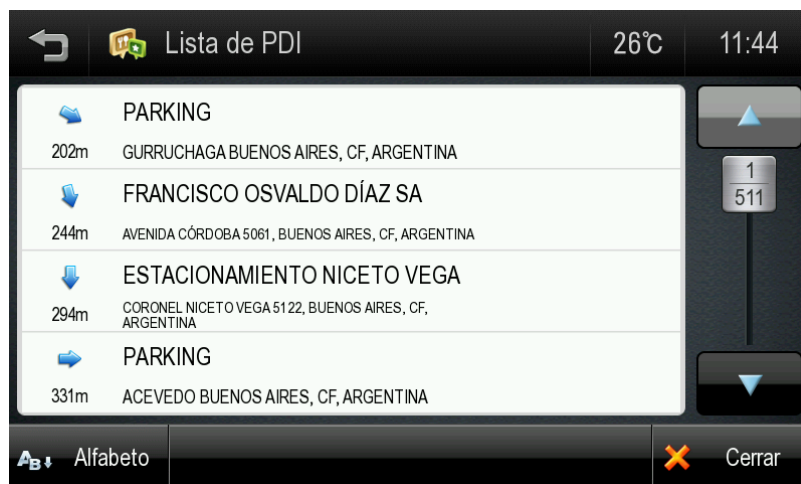 Lista de PDI
26℃
11:44
PARKING
202m
GURRUCHAGA BUENOS AIRES, CF, ARGENTINA
FRANCISCO OSVALDO DÍAZ SA
244m
AVENIDA CÓRDOBA 5061, BUENOS AIRES, CF, ARGENTINA
ESTACIONAMIENTO NICETO VEGA
294m
CORONEL NICETO VEGA 5122, BUENOS AIRES, CF,
ARGENTINA
PARKING
331m
ACEVEDO BUENOS AIRES, CF, ARGENTINA
1
511
AB Alfabeto
Cerrar